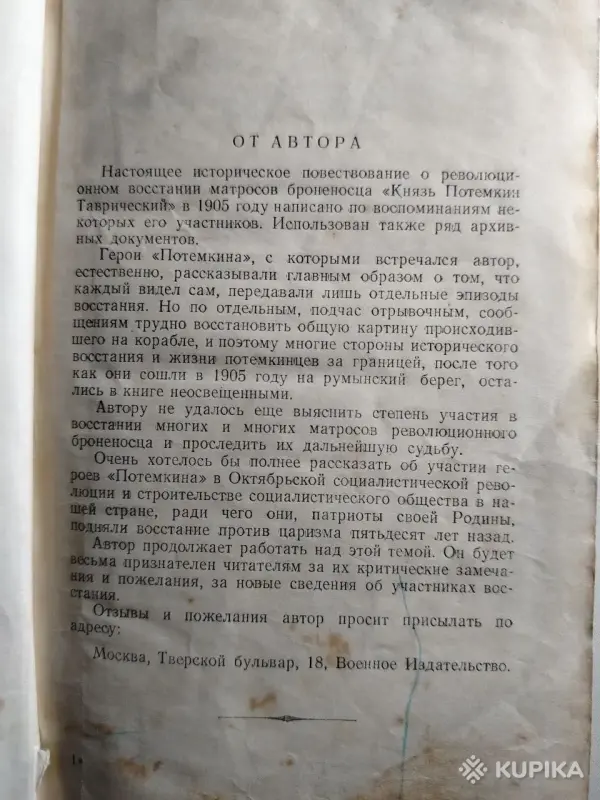 ОТ АВТОРА
Настоящее историческое повествование о революци-
онном восстании матросов броненосца «Князь Потемкин
Таврический» в 1905 году написано по воспоминаниям не-
которых его участников. Использован также ряд архив-
ных документов.
Герои «Потемкина», с которыми встречался автор,
естественно, рассказывали главным образом о том, что
каждый видел сам, передавали лишь отдельные эпизоды
восстания. Но по отдельным, подчас отрывочным, сооб-
щениям трудно восстановить общую картину происходив-
шего на корабле, и поэтому многие стороны исторического
восстания и жизни потемкинцев за границей, после того
как они сошли в 1905 году на румынский берег, оста-
лись в книге неосвещенными.
Автору не удалось еще выяснить степень участия в
восстании многих и многих матросов революционного
броненосца и проследить их дальнейшую судьбу.
Очень хотелось бы полнее рассказать об участии ге-
роев «Потемкина» в Октябрьской социалистической рево-
люции и строительстве социалистического общества в на-
шей стране, ради чего они, патриоты своей Родины,
подняли восстание против царизма пятьдесят лет назад.
Автор продолжает работать над этой темой. Он будет
весьма признателен читателям за их критические замеча-
ния и пожелания, за новые сведения об участниках вос-
стания.
Отзывы и пожелания автор просит присылать по
адресу:
Москва, Тверской бульвар, 18, Военное Издательство.
1*
KUPIKA